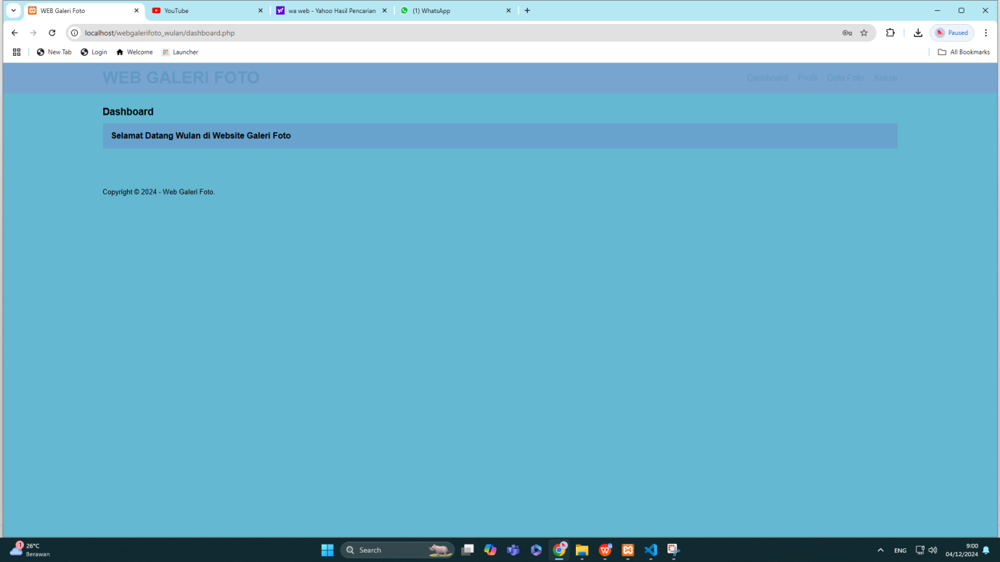 WEB Galeri Foto
YouTube
wa web - Yahoo Hasil Pencarian
(1) WhatsApp
localhost/webgalerifoto_wulan/dashboard.php
Paused
New Tab
Login
Welcome
Launcher
All Bookmarks
WEB GALERI FOTO
Dashboard Profil Data Foto Keluar
Dashboard
Selamat Datang Wulan di Website Galeri Foto
Copyright © 2024 - Web Galeri Foto.
1
26°C
Berawan
Search
ENG
9:00
04/12/2024